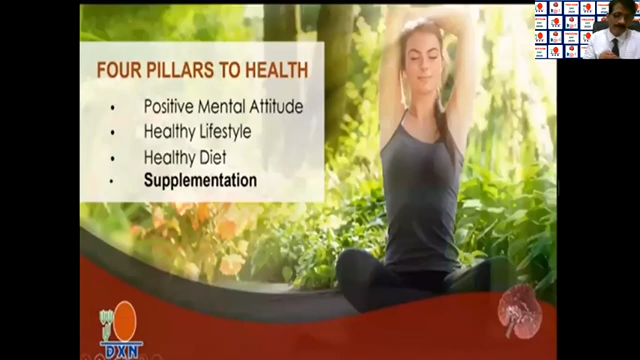 FOUR PILLARS TO HEALTH
• Positive Mental Attitude
• Healthy Lifestyle
• Healthy Diet
• Supplementation
DXN